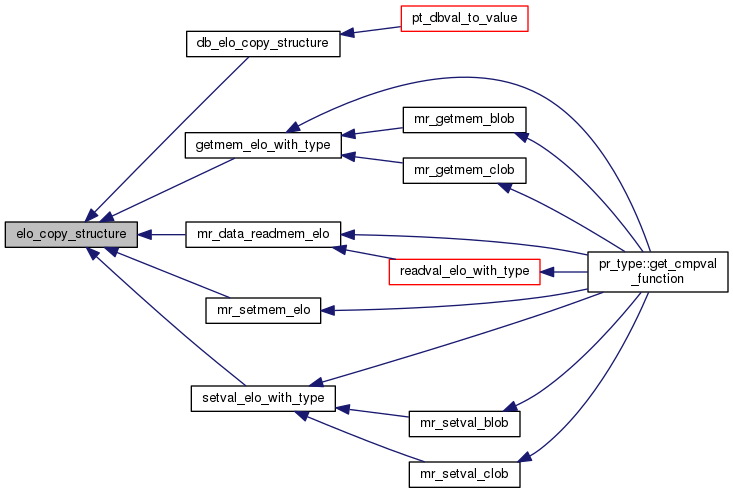 pt_dbval_to_value
db_elo_copy_structure
mr_getmem_blob
getmem_elo_with_type
mr_getmem_clob
elo_copy_structure
mr_data_readmem_elo
readval_elo_with_type
pr_type::get_cmpval
_function
mr_setmem_elo
setval_elo_with_type
mr_setval_blob
mr_setval_clob